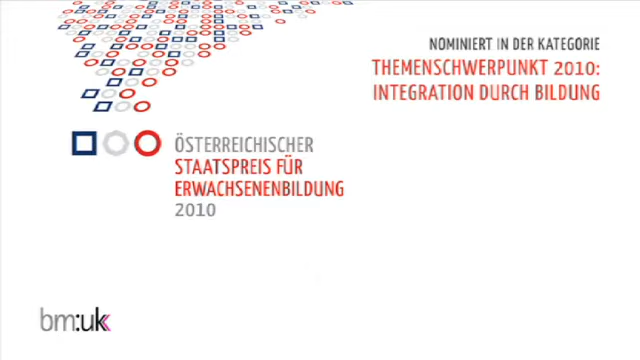 NOMINIERT IN DER KATEGORIE
THEMENSCHWERPUNKT 2010:
INTEGRATION DURCH BILDUNG
ÖSTERREICHISCHER
STAATSPREIS FÜR
ERWACHSENENBILDUNG
2010
bm:uk